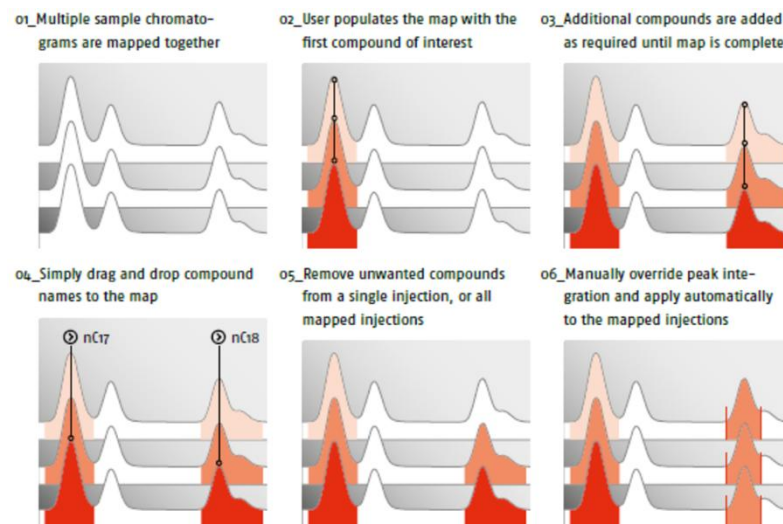 01_Multiple sample chromato-
grams are mapped together
02_User populates the map with the
first compound of interest
03_Additional compounds are added
as required until map is complete
04_Simply drag and drop compound
names to the map
05_Remove unwanted compounds
from a single injection, or all
mapped injections
06_Manually override peak inte-
gration and apply automatically
to the mapped injections
nC17
nC18